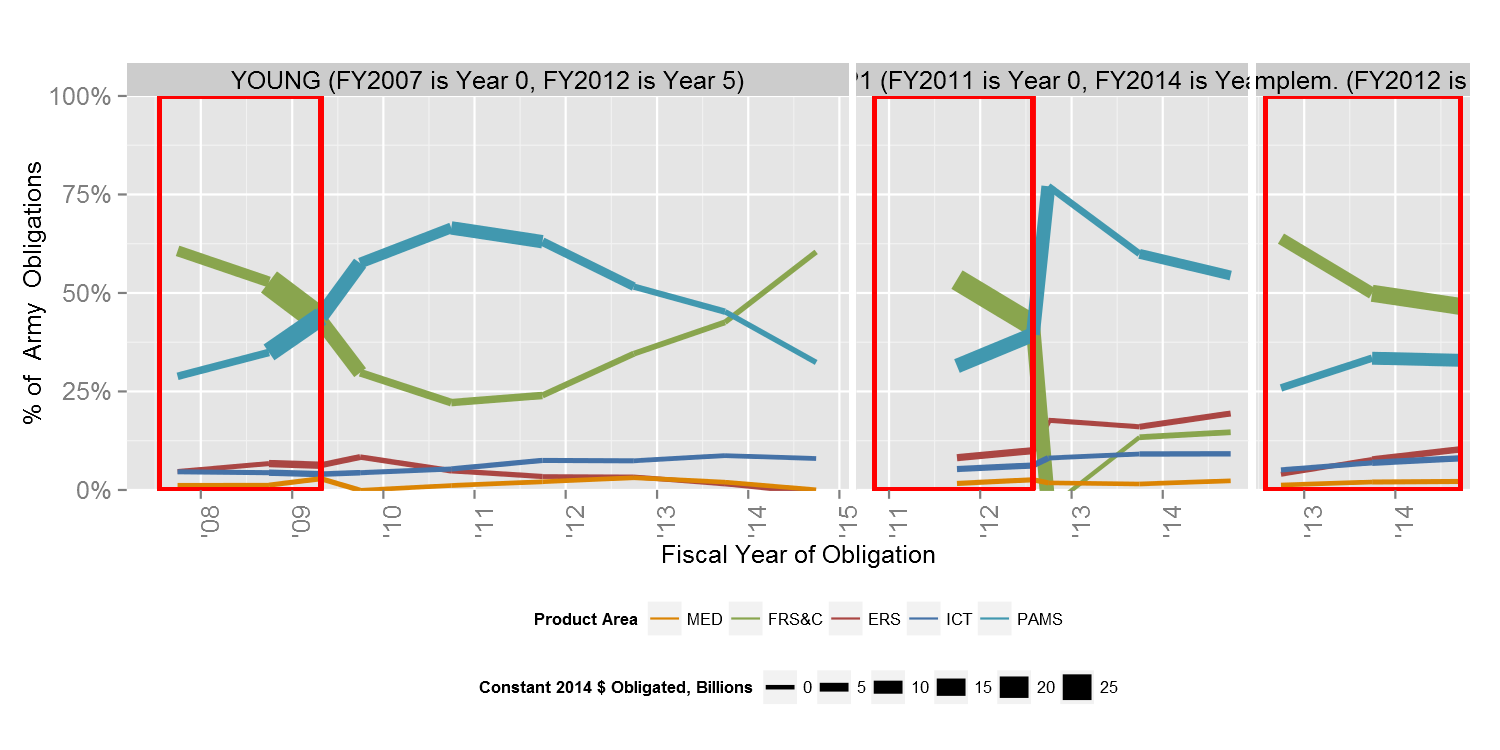 YOUNG (FY2007 is Year 0, FY2012 is Year 5)
P1 (FY2011 is Year 0, FY2014 is Yea
mplem. (FY2012 is
% of Army Obligations
100%
75%
50%
25%
0%
'08 '09 '10 '11 '12 '13 '14 '15
'11 '12 '13 '14
'13 '14
Fiscal Year of Obligation
Product Area MED FRS&C ERS ICT PAMS
Constant 2014 $ Obligated, Billions 0 5 10 15 20 25